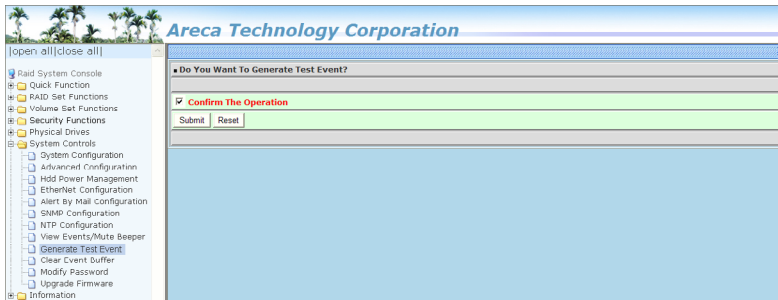 Areca Technology Corporation
|open all|close all|
Raid System Console
Quick Function
RAID Set Functions
Volume Set Functions
Security Functions
Physical Drives
System Controls
System Configuration
Advanced Configuration
Hdd Power Management
EtherNet Configuration
Alert By Mail Configuration
SNMP Configuration
NTP Configuration
View Events/Mute Beeper
Generate Test Event
Clear Event Buffer
Modify Password
Upgrade Firmware
Information
Do You Want To Generate Test Event?
Confirm The Operation
Submit Reset